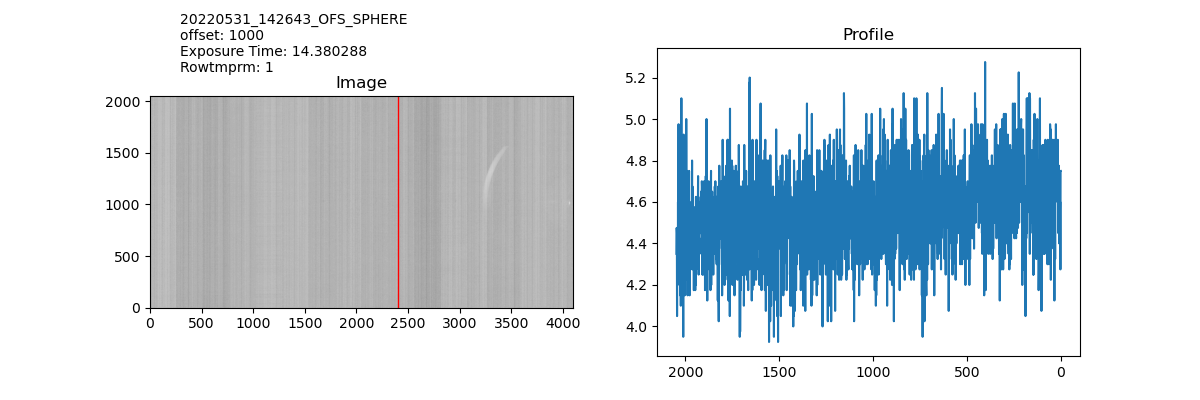 20220531_142643_OFS_SPHERE
offset: 1000
Exposure Time: 14.380288
Rowtmprm: 1
Image
2000
1500
1000
500
0
0 500 1000 1500 2000 2500 3000 3500 4000
Profile
5.2
5.0
4.8
4.6
4.4
4.2
4.0
2000 1500 1000 500 0